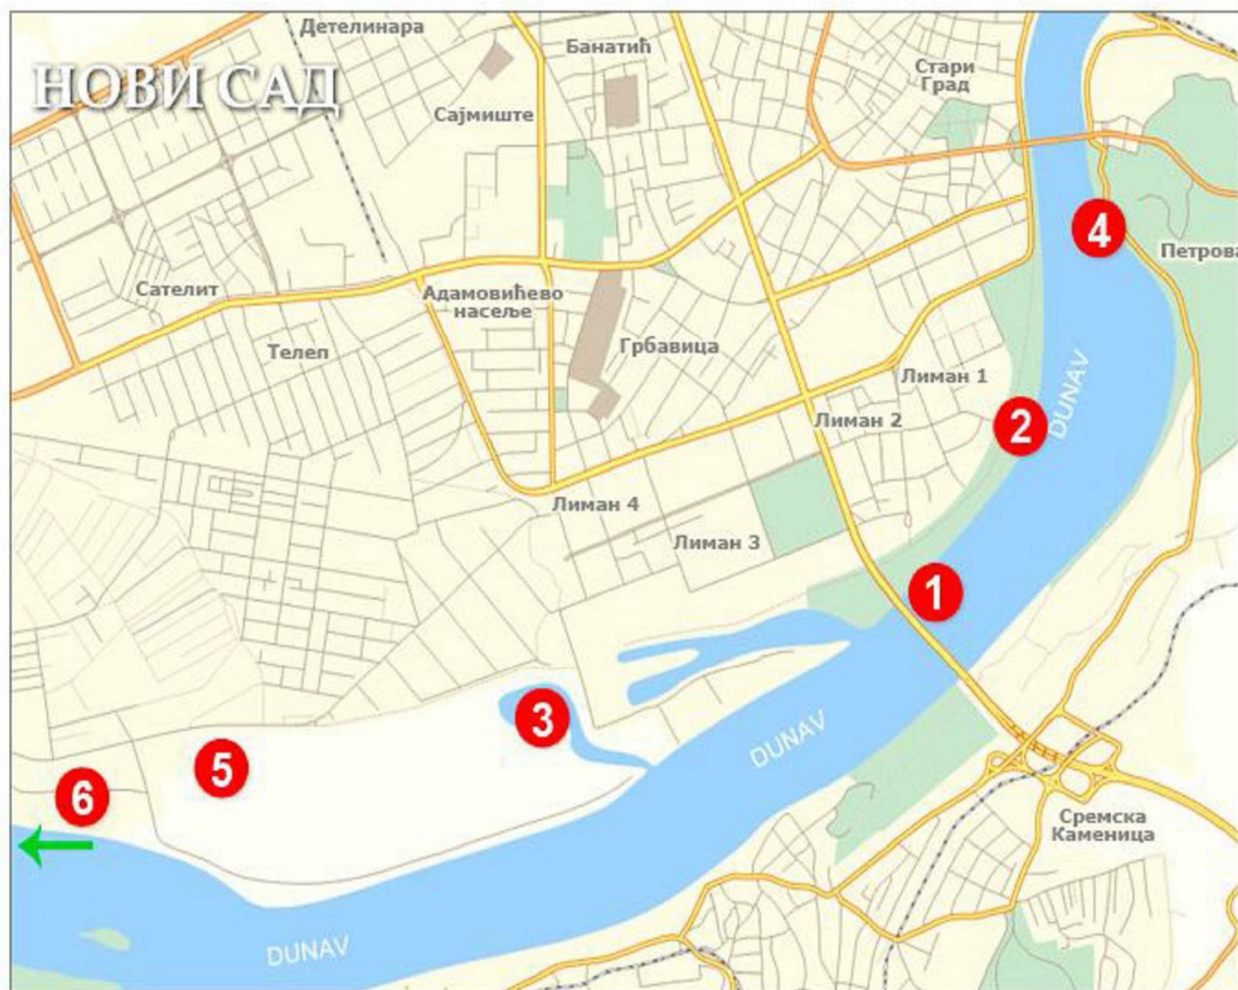 Детелинара
Банатић
НОВИ САД
Стари
Град
Сајмиште
4
Петрова
Сателит
Адамовићево
насеље
Телеп
Грбавица
Лиман 1
DUNAV
Лиман 2
2
Лиман 4
Лиман 3
1
3
DUNAV
5
6
Сремска
Каменица
DUNAV